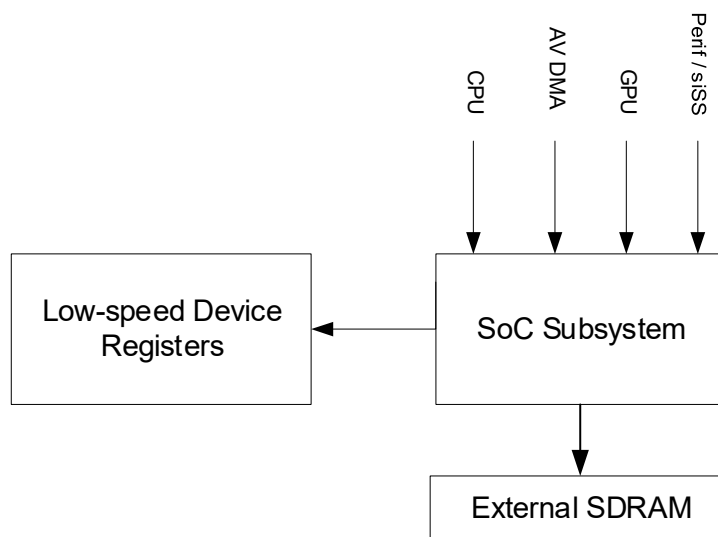 CPU
AV DMA
GPU
Perif / siSS
Low-speed Device
Registers
SoC Subsystem
External SDRAM